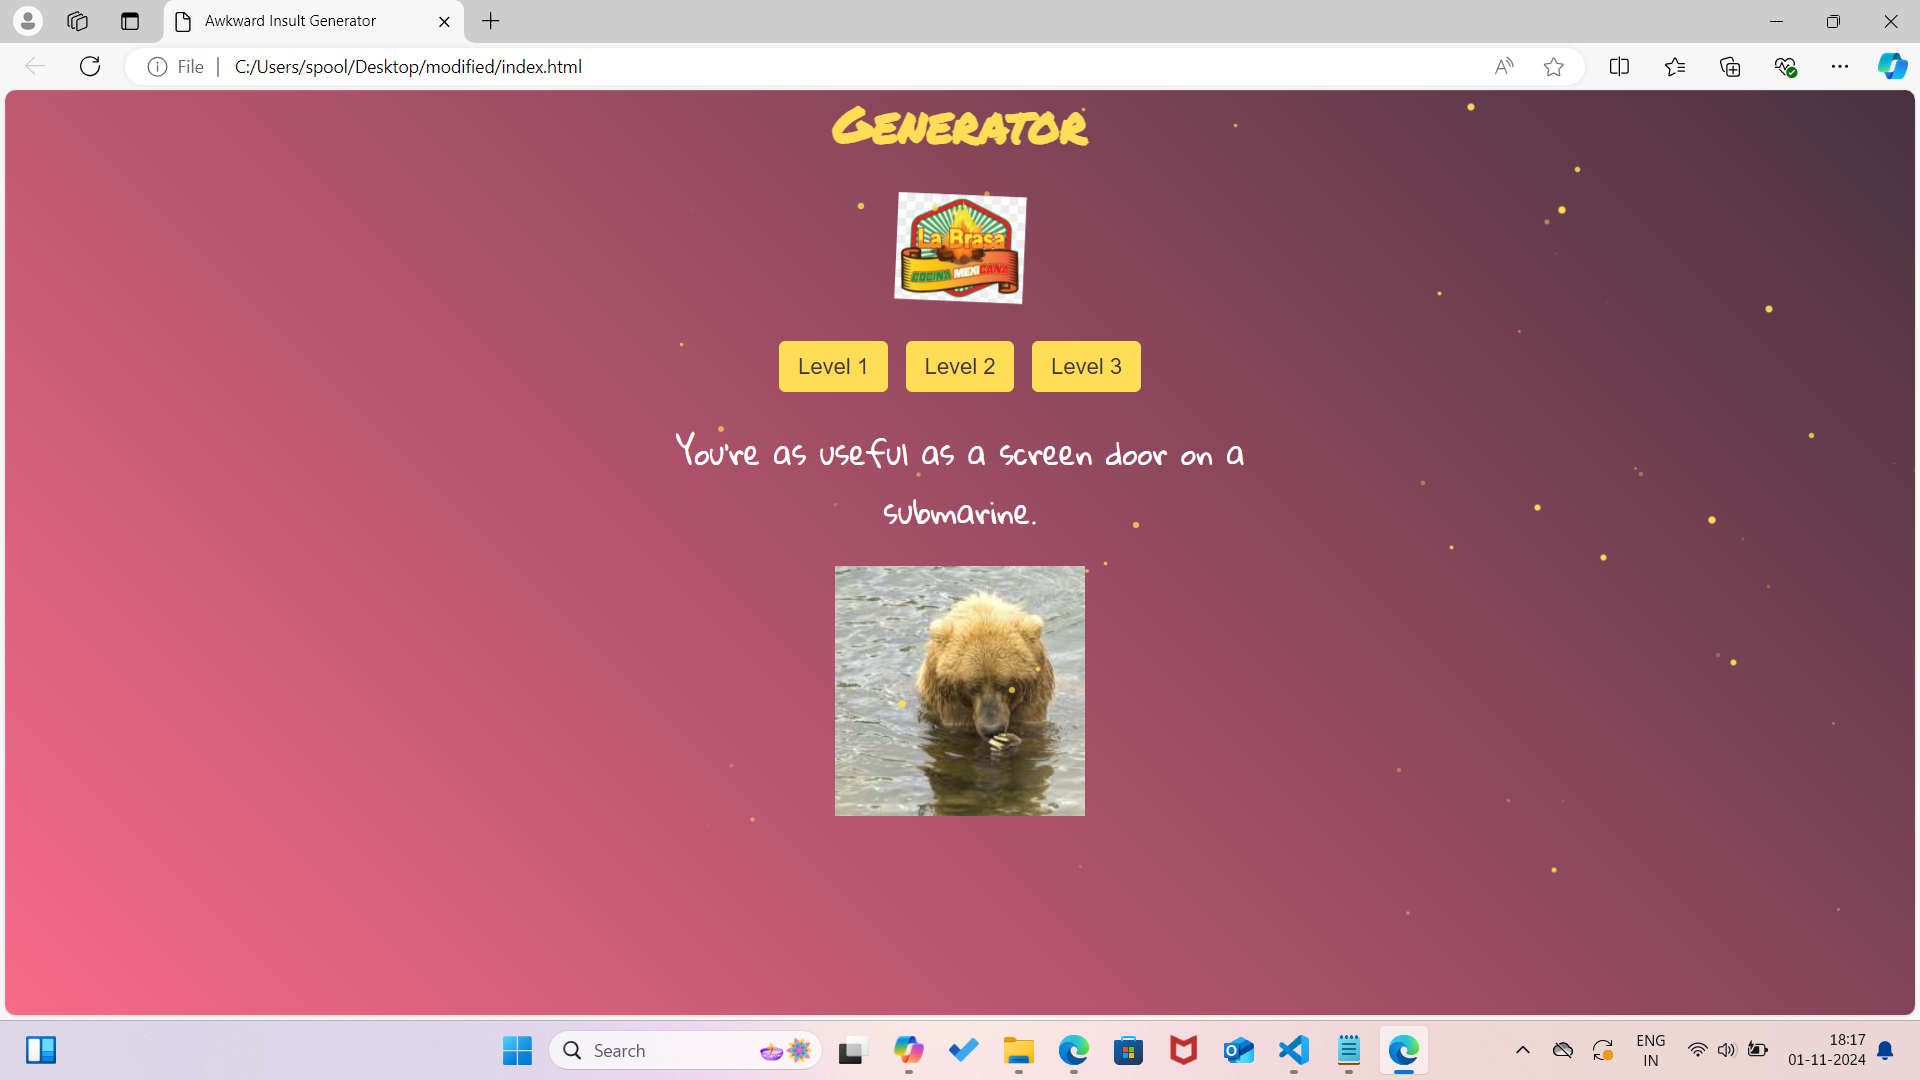 Awkward Insult Generator
File
C:/Users/spool/Desktop/modified/index.html
Generator
La Brasa
COCINA MEXICANA
Level 1 Level 2 Level 3
You're as useful as a screen door on a
submarine.
Search
ENG
IN
18:17
01-11-2024